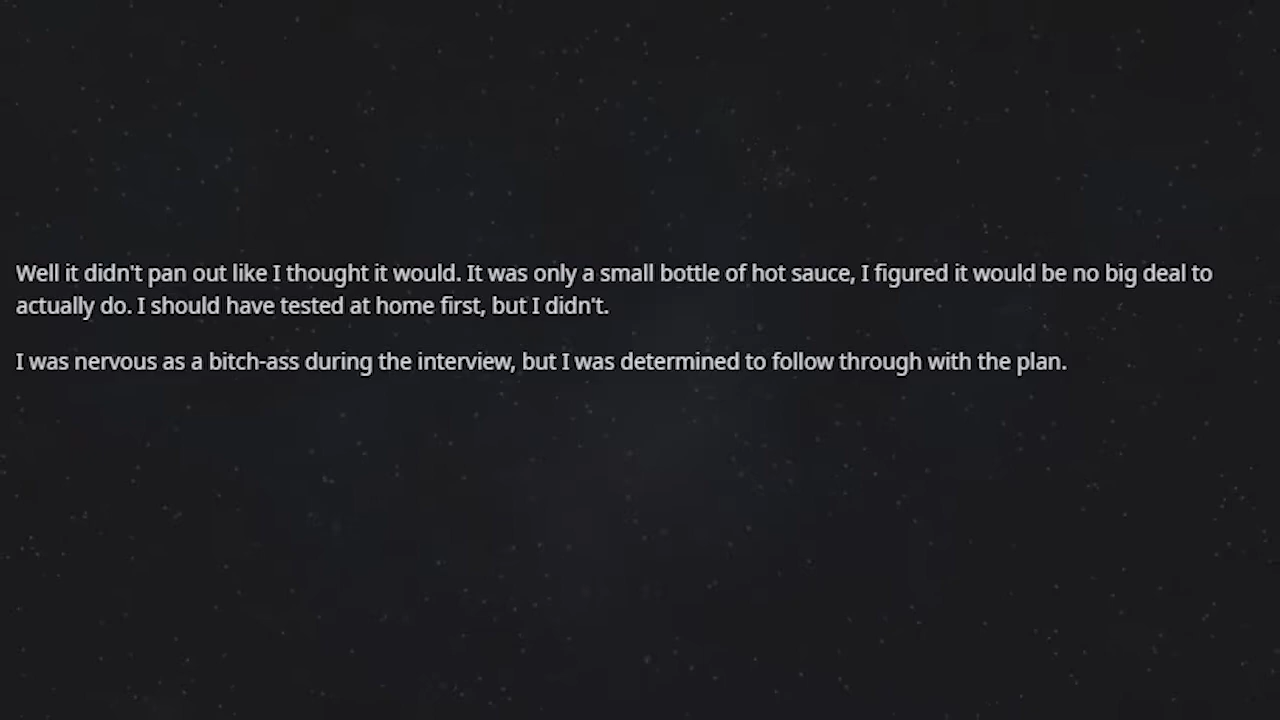 Well it didn't pan out like I thought it would. It was only a small bottle of hot sauce, I figured it would be no big deal to
actually do. I should have tested at home first, but I didn't.
I was nervous as a bitch-ass during the interview, but I was determined to follow through with the plan.